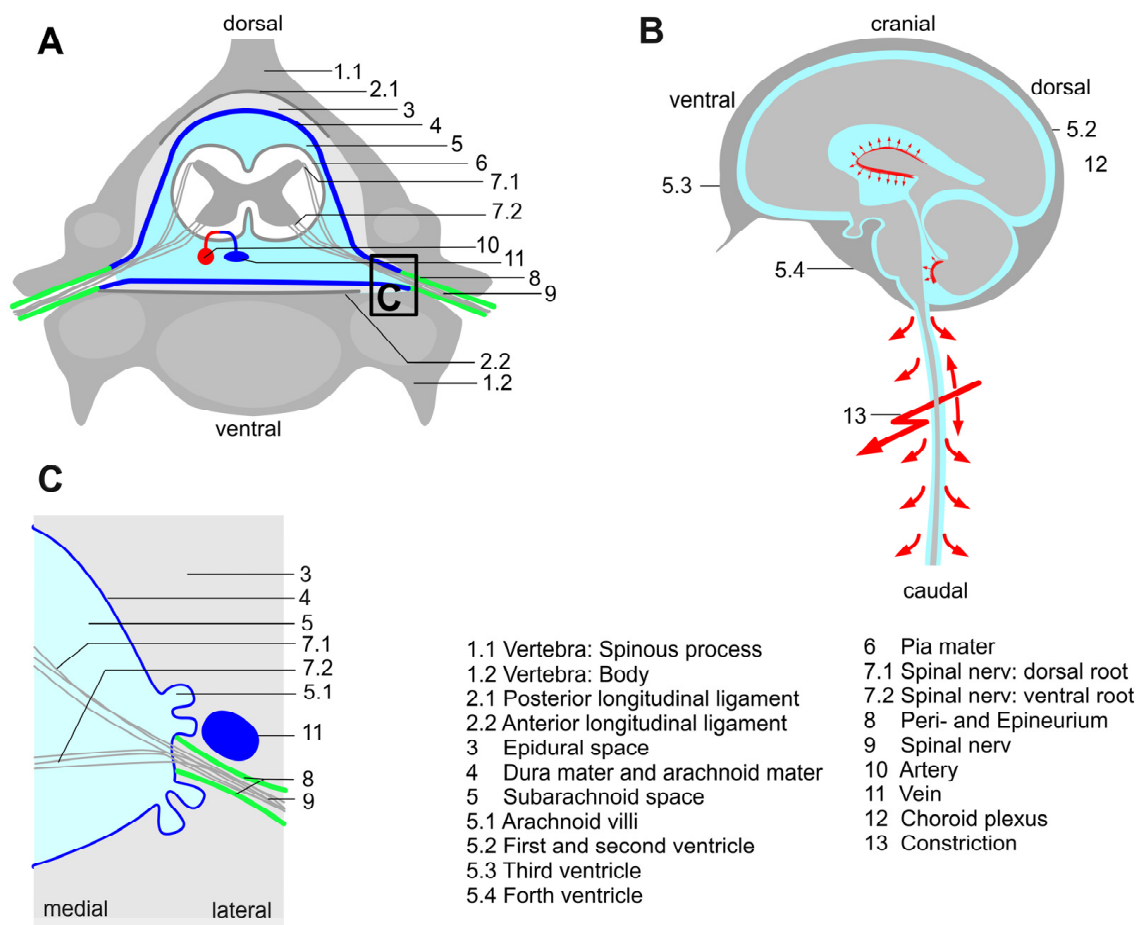 A
dorsal
1.1
2.1
3
4
5
6
7.1
7.2
10
11
8
9
C
2.2
1.2
ventral
B
cranial
ventral
dorsal
5.2
12
5.3
5.4
13
caudal
C
3
4
5
7.1
7.2
5.1
11
8
9
medial
lateral
1.1 Vertebra: Spinous process
1.2 Vertebra: Body
2.1 Posterior longitudinal ligament
2.2 Anterior longitudinal ligament
3 Epidural space
4 Dura mater and arachnoid mater
5 Subarachnoid space
5.1 Arachnoid villi
5.2 First and second ventricle
5.3 Third ventricle
5.4 Forth ventricle
6 Pia mater
7.1 Spinal nerv: dorsal root
7.2 Spinal nerv: ventral root
8 Peri- and Epineurium
9 Spinal nerv
10 Artery
11 Vein
12 Choroid plexus
13 Constriction